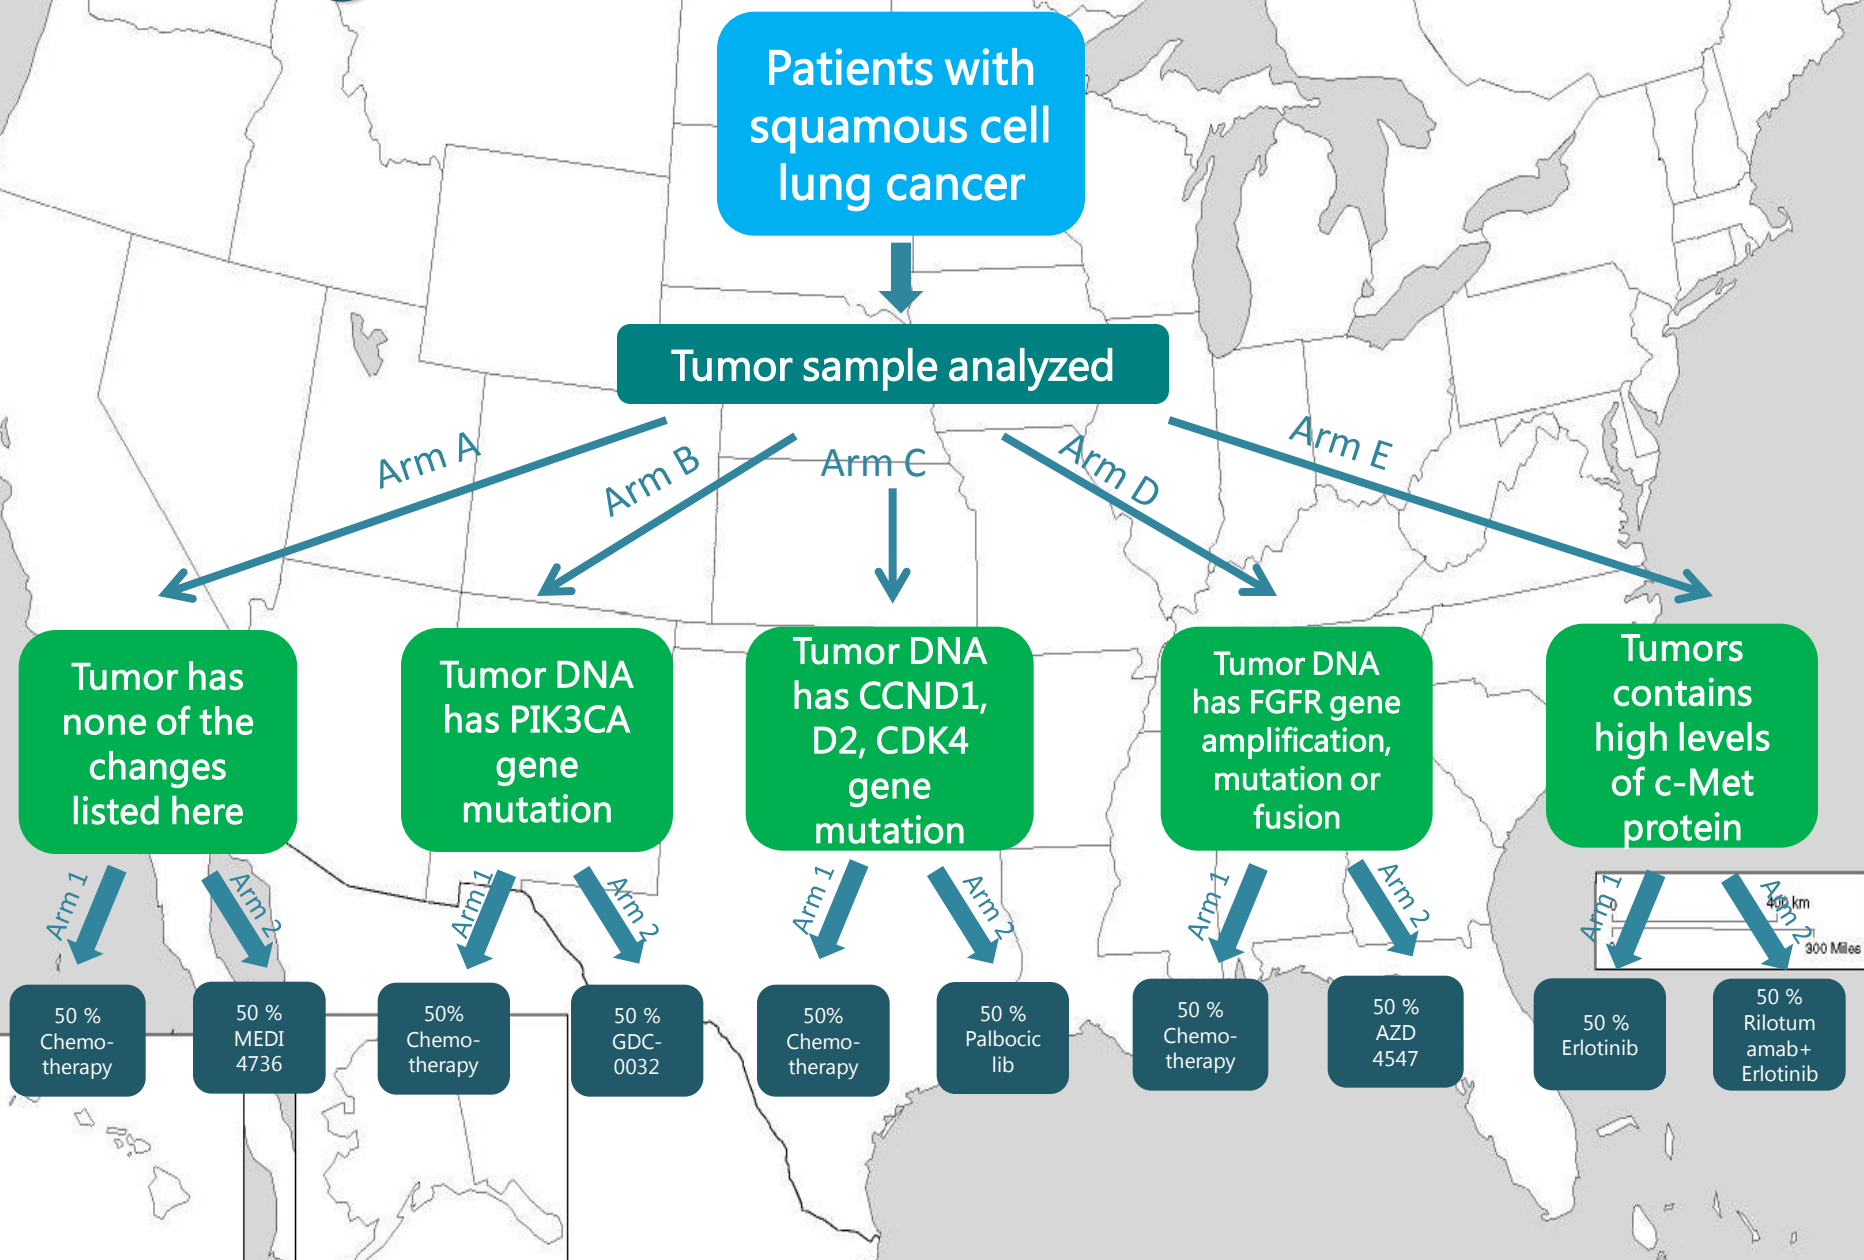 Patients with
squamous cell
lung cancer
Tumor sample analyzed
Arm A
Arm B
Arm C
Arm D
Arm E
Tumor has
none of the
changes
listed here
Tumor DNA
has PIK3CA
gene
mutation
Tumor DNA
has CCND1,
D2, CDK4
gene
mutation
Tumor DNA
has FGFR gene
amplification,
mutation or
fusion
Tumors
contains
high levels
of c-Met
protein
Arm 1
Arm 2
Arm 1
Arm 2
Arm 1
Arm 2
Arm 1
Arm 2
Arm 1
Arm 2
0
400 km
300 Miles
50 %
Chemo-
therapy
50 %
MEDI
4736
50%
Chemo-
therapy
50 %
GDC-
0032
50%
Chemo-
therapy
50 %
Palbocic
lib
50 %
Chemo-
therapy
50 %
AZD
4547
50 %
Erlotinib
50 %
Rilotum
amab+
Erlotinib